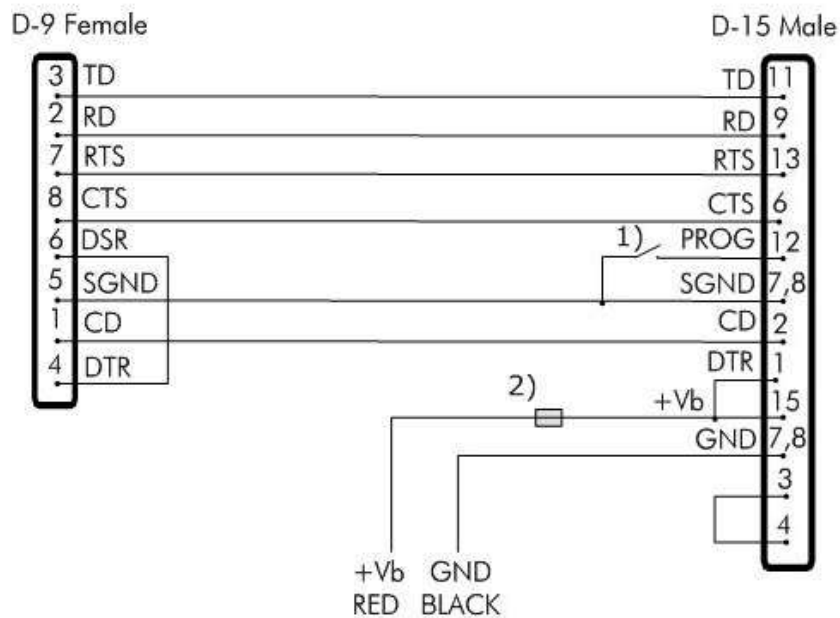 D-9 Female D-15 Male
3 TD TD 11
2 RD RD 9
7 RTS RTS 13
8 CTS CTS 6
6 DSR 1) PROG 12
5 SGND SGND 7,8
1 CD CD 2
4 DTR DTR 1
2) +Vb 15
GND 7,8
3
4
+Vb GND
RED BLACK